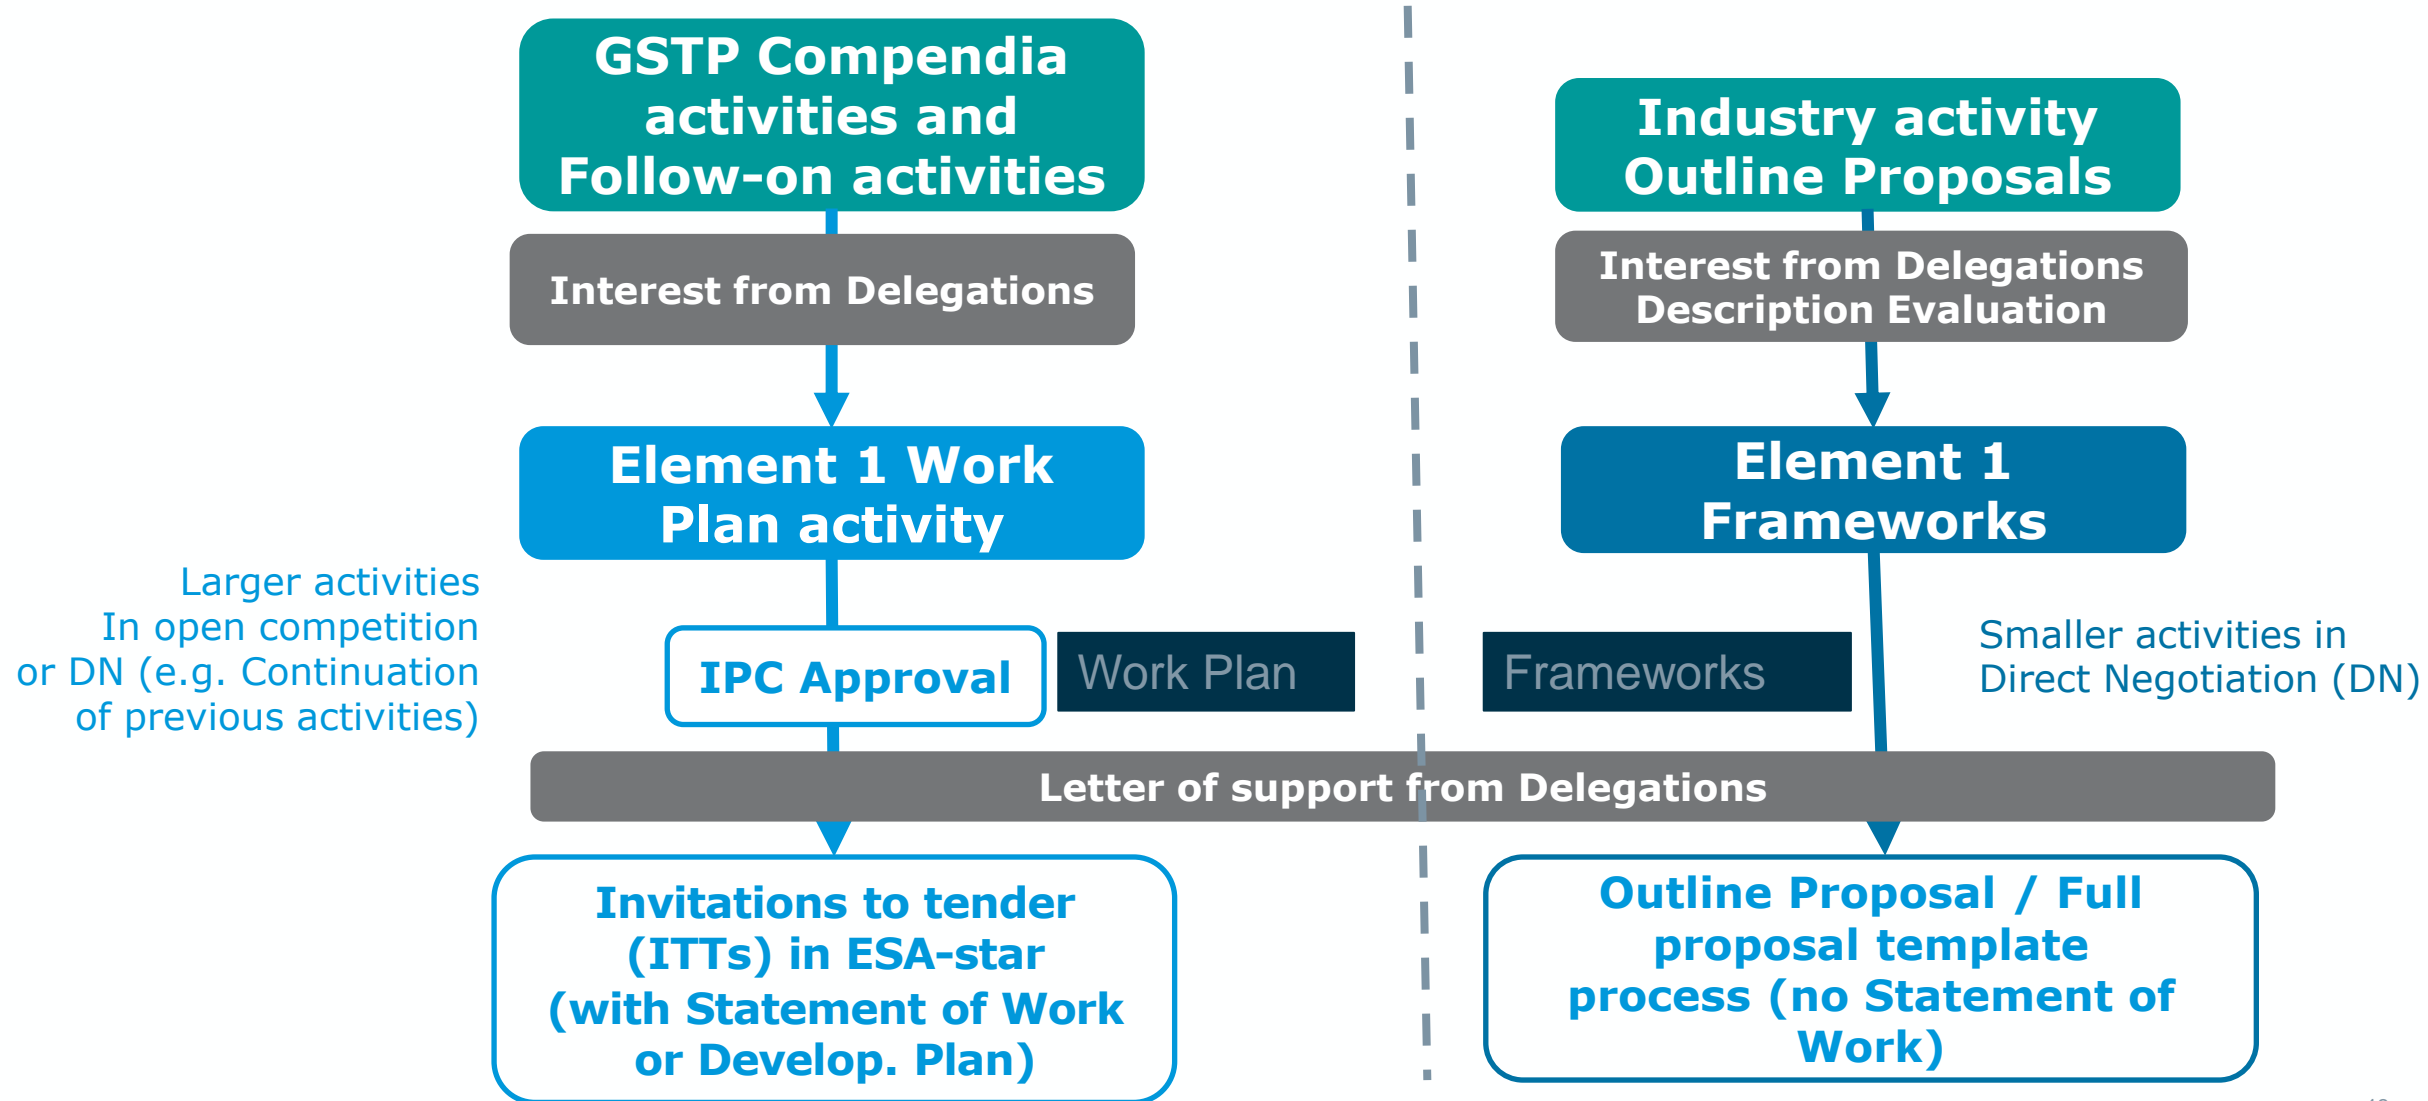 GSTP Compendia
activities and
Follow-on activities
Interest from Delegations
Element 1 Work
Plan activity
Larger activities
In open competition
or DN (e.g. Continuation
of previous activities)
IPC Approval
Work Plan
Industry activity
Outline Proposals
Interest from Delegations
Description Evaluation
Element 1
Frameworks
Frameworks
Smaller activities in
Direct Negotiation (DN)
Letter of support from Delegations
Invitations to tender
(ITTs) in ESA-star
(with Statement of Work
or Develop. Plan)
Outline Proposal / Full
proposal template
process (no Statement of
Work)